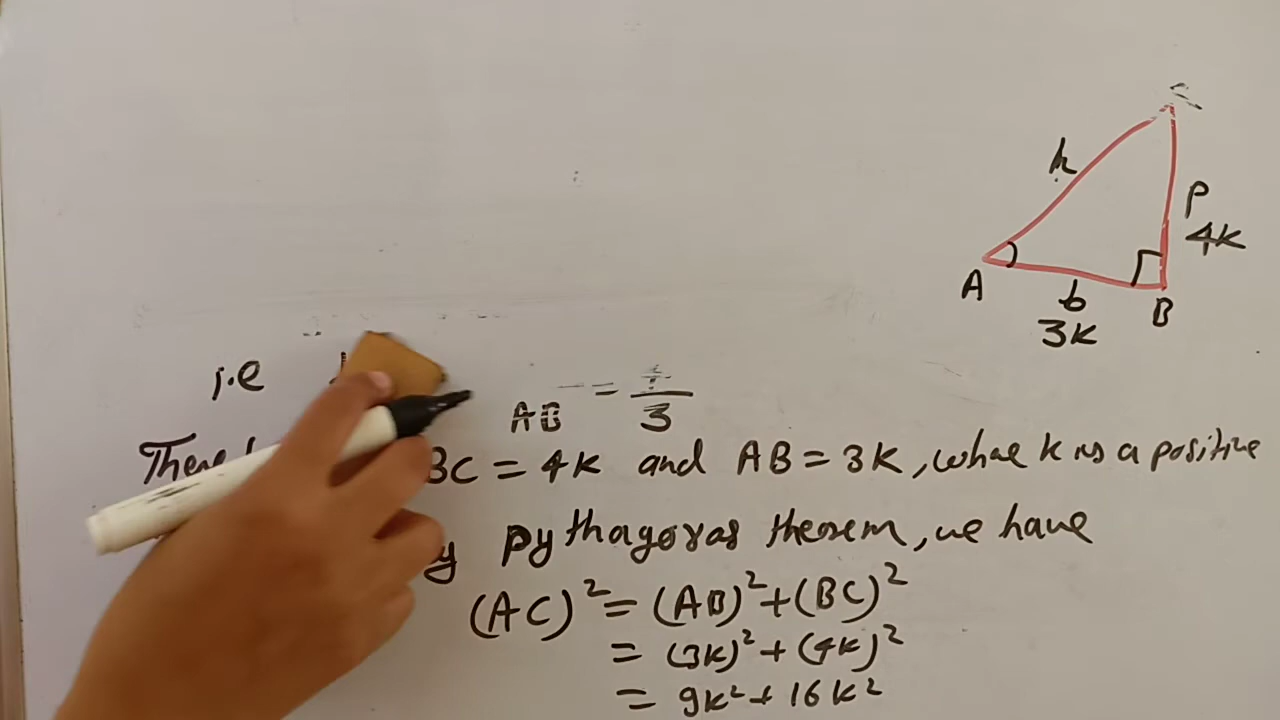 h
P
4K
A
b
B
3K
i.e
AB = 3
BC = 4K and AB = 3K, whae k is a positive
Pythagoras theorem, we have
(AC)² = (AB)² + (BC)²
= (3K)² + (4K)²
= 9K² + 16K²